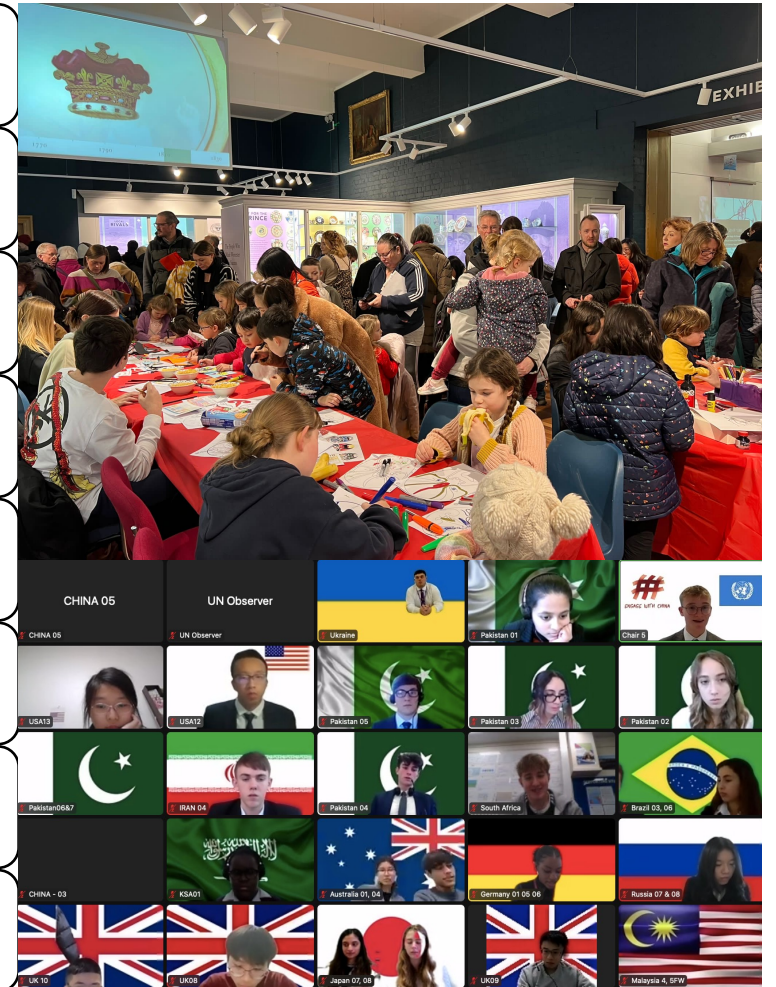 1770
1790
EXHIB
CHINA 05
CHINA 05
UN Observer
UN Observer
Ukraine
Pakistan 01
ENGAGE WITH CHINA
Chair 5
USA13
USA12
Pakistan 05
Pakistan 03
Pakistan 02
Pakistan06&7
IRAN 04
Pakistan 04
South Africa
Brazil 03, 06
CHINA - 03
KSA01
Australia 01, 04
Germany 01 05 06
Russia 07 & 08
UK 10
UK08
Japan 07, 08
UK09
Malaysia 4, 5FW